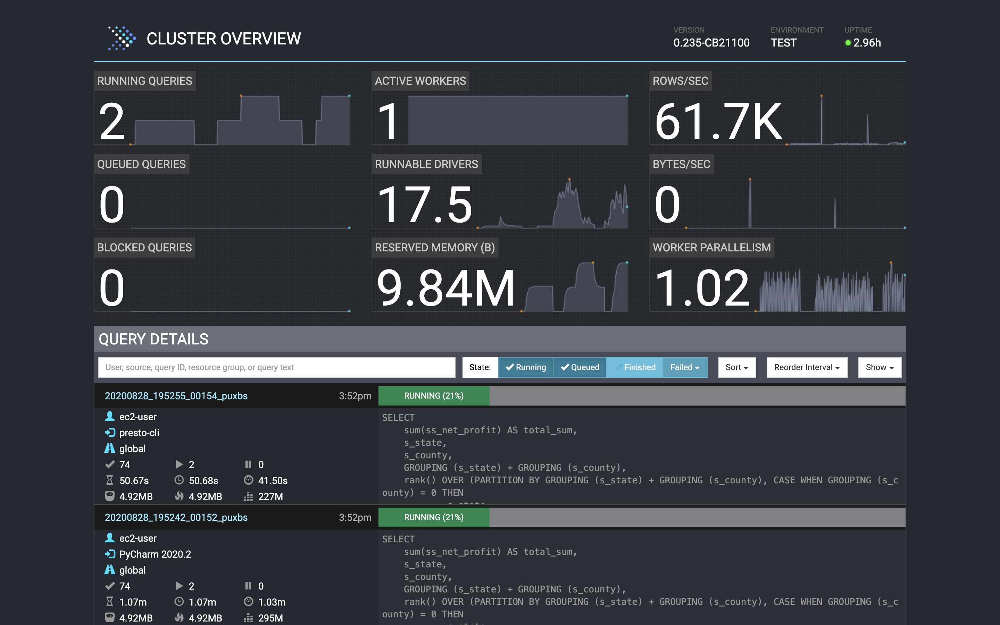 CLUSTER OVERVIEW
VERSION
0.235-CB21100
ENVIRONMENT
TEST
UPTIME
2.96h
RUNNING QUERIES
2
ACTIVE WORKERS
1
ROWS/SEC
61.7K
QUEUED QUERIES
0
RUNNABLE DRIVERS
17.5
BYTES/SEC
0
BLOCKED QUERIES
0
RESERVED MEMORY (B)
9.84M
WORKER PARALLELISM
1.02
QUERY DETAILS
User, source, query ID, resource group, or query text
State: Running Queued Finished Failed
Sort
Reorder Interval
Show
20200828_195255_00154_puxbs 3:52pm
RUNNING (21%)
ec2-user
presto-cli
global
74 2 0
50.67s 50.68s 41.50s
4.92MB 4.92MB 227M
SELECT
sum(ss_net_profit) AS total_sum,
s_state,
s_county,
GROUPING (s_state) + GROUPING (s_county),
rank() OVER (PARTITION BY GROUPING (s_state) + GROUPING (s_county), CASE WHEN GROUPING (s_c
ounty) = 0 THEN
s_state
20200828_195242_00152_puxbs 3:52pm
RUNNING (21%)
ec2-user
PyCharm 2020.2
global
74 2 0
1.07m 1.07m 1.03m
4.92MB 4.92MB 295M
SELECT
sum(ss_net_profit) AS total_sum,
s_state,
s_county,
GROUPING (s_state) + GROUPING (s_county),
rank() OVER (PARTITION BY GROUPING (s_state) + GROUPING (s_county), CASE WHEN GROUPING (s_c
ounty) = 0 THEN